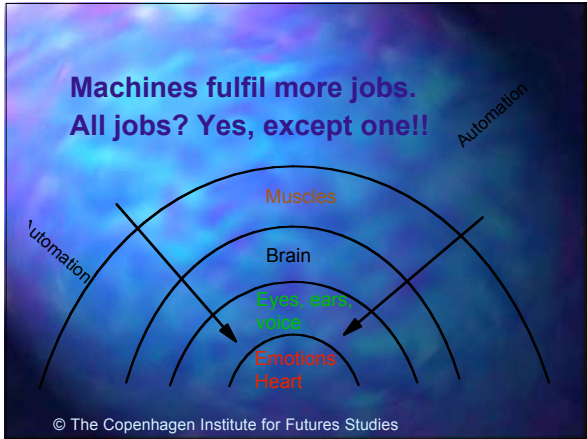 Machines fulfil more jobs.
All jobs? Yes, except one!!
Automation
Muscles
utomation
Brain
Eyes, ears,
voice
Emotions
Heart
© The Copenhagen Institute for Futures Studies